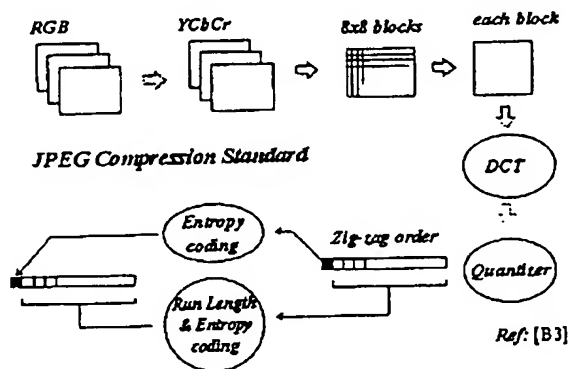 RGB
YCbCr
8x8 blocks
each block
JPEG Compression Standard
DCT
Entropy
coding
Zig-tag order
Quantizer
Run Length
& Entropy
coding
Ref: [B3]